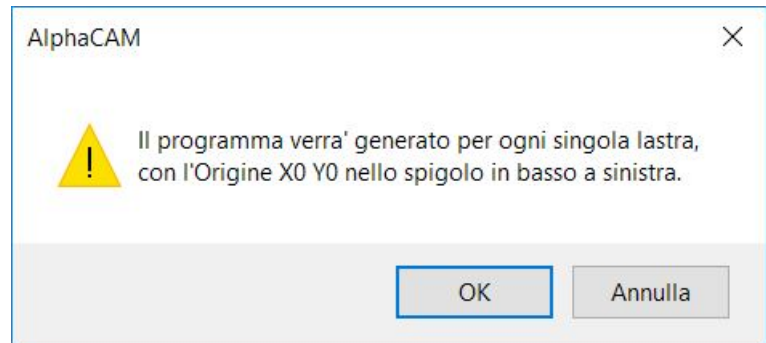 AlphaCAM
Il programma verra' generato per ogni singola lastra,
con l'Origine X0 Y0 nello spigolo in basso a sinistra.
OK
Annulla